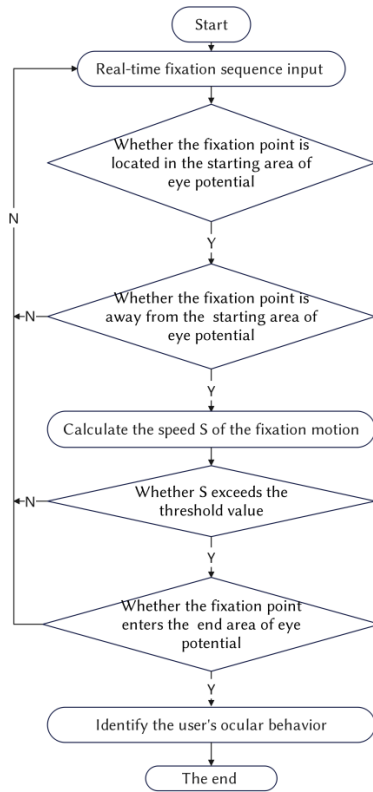 Start
Real-time fixation sequence input
Whether the fixation point is
located in the starting area of
eye potential
N
Y
Whether the fixation point is
away from the starting area of
eye potential
N
Y
Calculate the speed S of the fixation motion
Whether S exceeds the
threshold value
N
Y
Whether the fixation point
enters the end area of eye
potential
Y
Identify the user's ocular behavior
The end